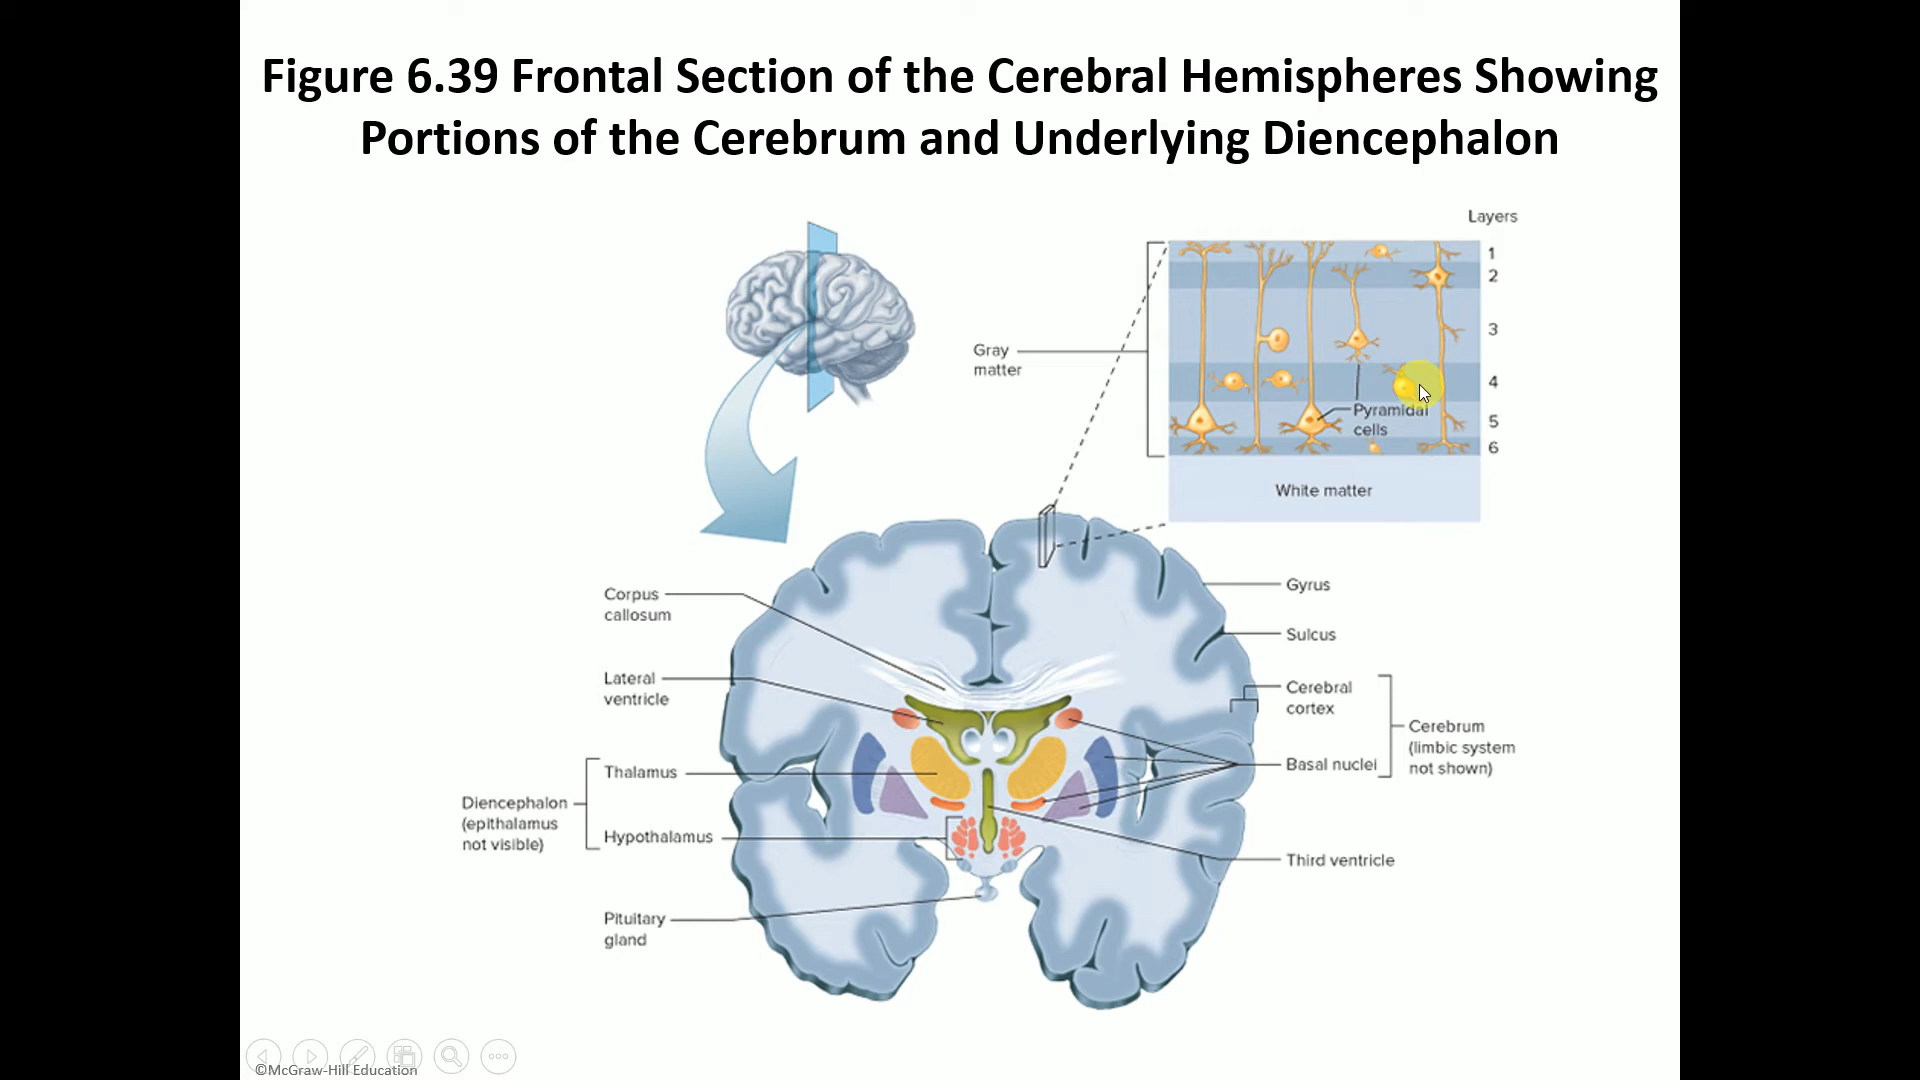 Figure 6.39 Frontal Section of the Cerebral Hemispheres Showing
Portions of the Cerebrum and Underlying Diencephalon
Layers
1
2
3
4
5
6
Gray
matter
Pyramidal
cells
White matter
Corpus
callosum
Lateral
ventricle
Thalamus
Diencephalon
(epithalamus
not visible)
Hypothalamus
Pituitary
gland
Gyrus
Sulcus
Cerebral
cortex
Cerebrum
(limbic system
not shown)
Basal nuclei
Third ventricle
©McGraw-Hill Education